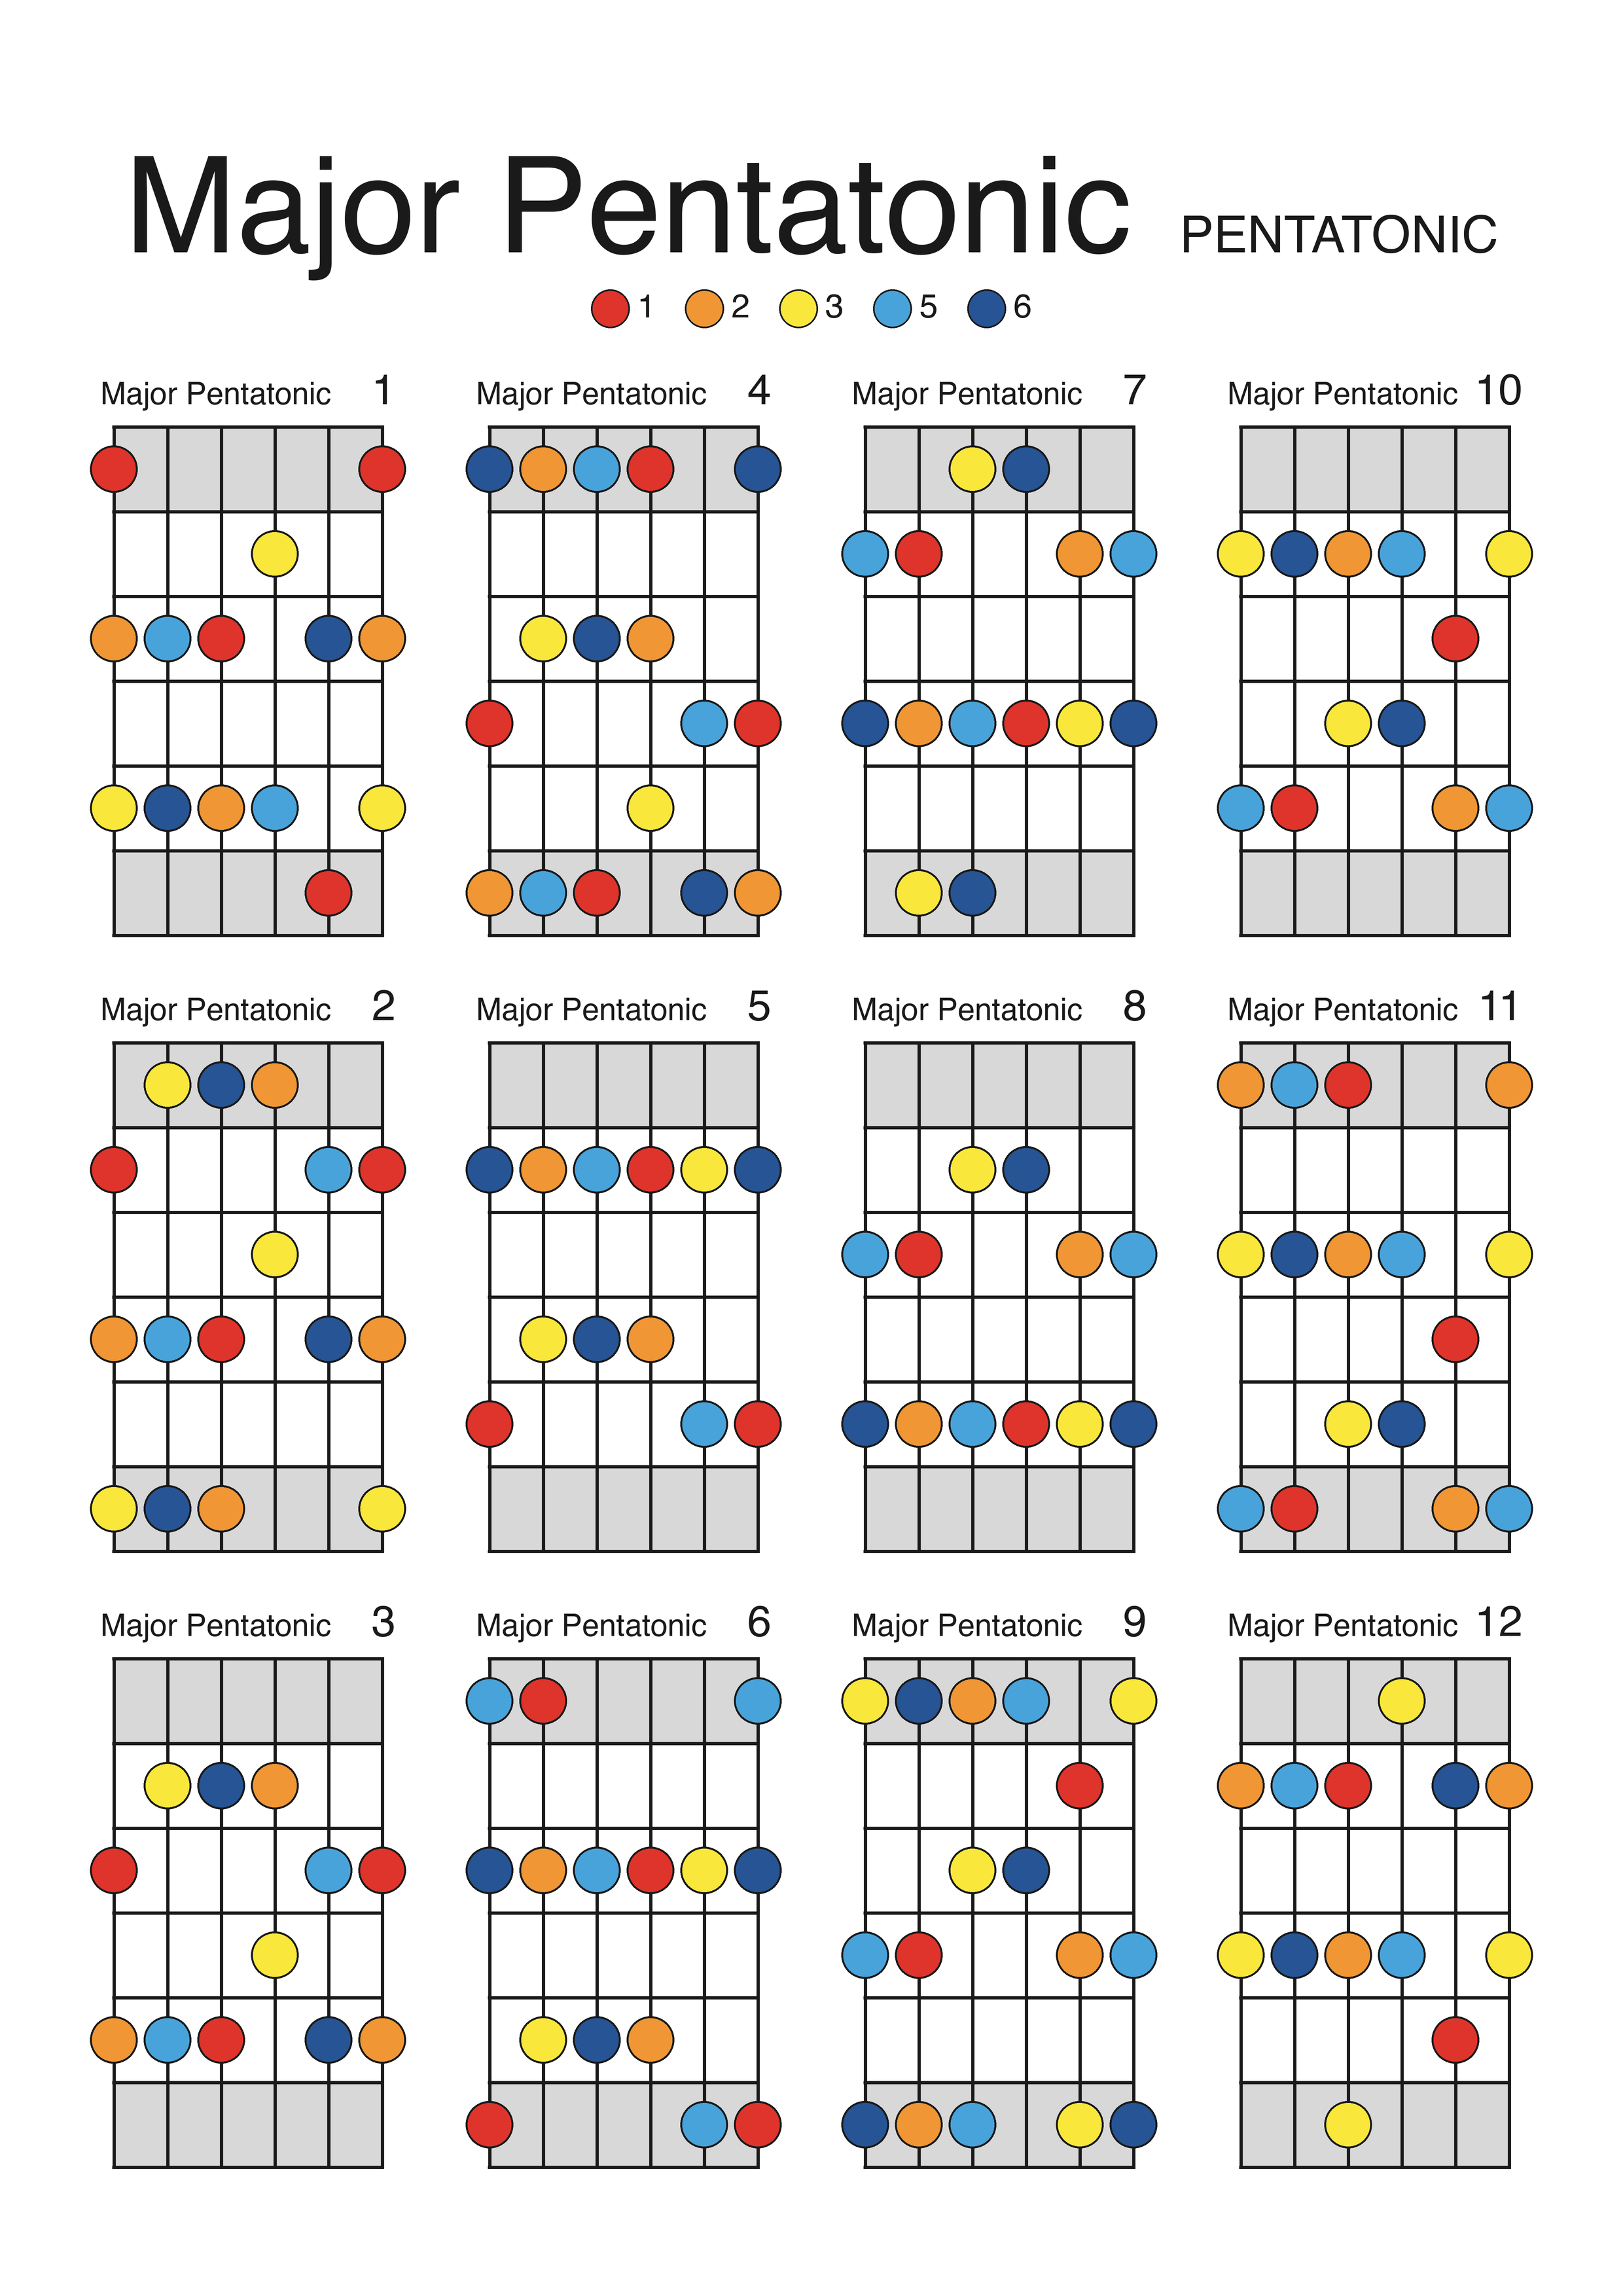 Major Pentatonic PENTATONIC
1 2 3 5 6
Major Pentatonic 1
Major Pentatonic 4
Major Pentatonic 7
Major Pentatonic 10
Major Pentatonic 2
Major Pentatonic 5
Major Pentatonic 8
Major Pentatonic 11
Major Pentatonic 3
Major Pentatonic 6
Major Pentatonic 9
Major Pentatonic 12